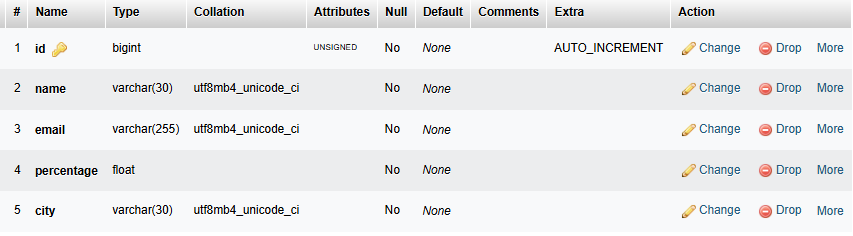 # Name Type Collation Attributes Null Default Comments Extra Action
1 id bigint UNSIGNED No None AUTO_INCREMENT Change Drop More
2 name varchar(30) utf8mb4_unicode_ci No None Change Drop More
3 email varchar(255) utf8mb4_unicode_ci No None Change Drop More
4 percentage float No None Change Drop More
5 city varchar(30) utf8mb4_unicode_ci No None Change Drop More